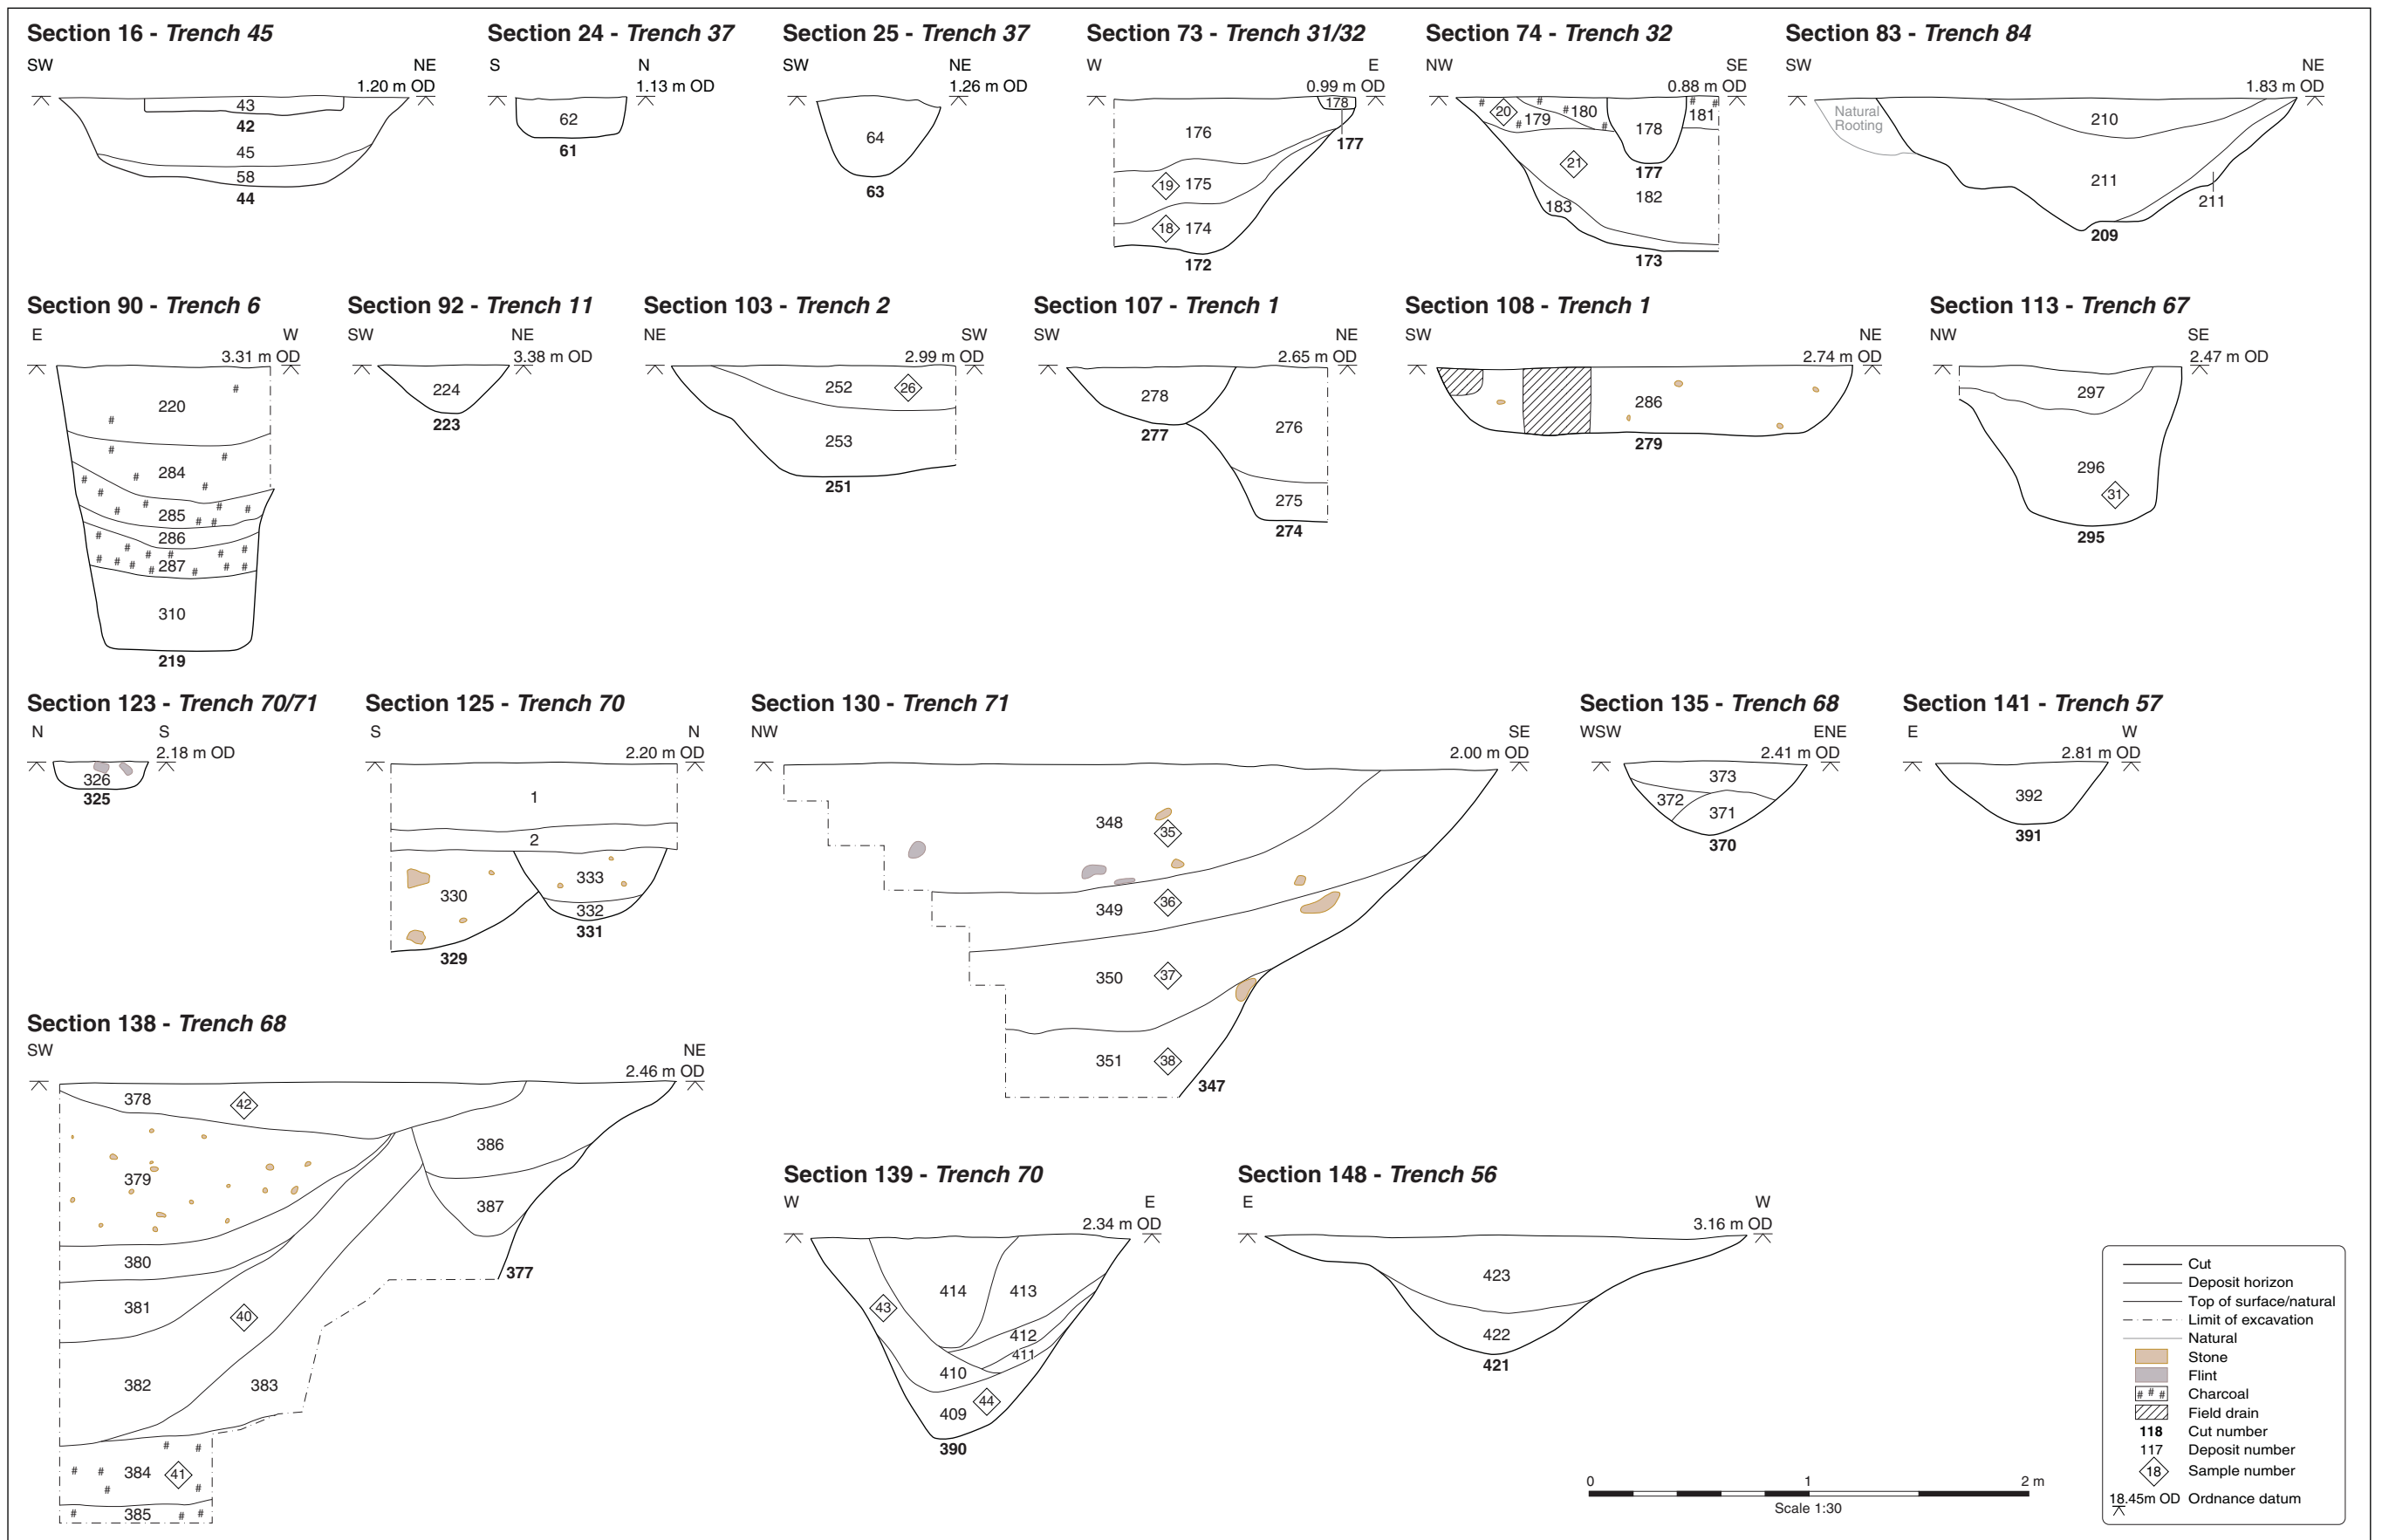 Section 16 - Trench 45
SW NE
1.20 m OD
43
42
45
58
44
Section 24 - Trench 37
S N
1.13 m OD
62
61
Section 25 - Trench 37
SW NE
1.26 m OD
64
63
Section 73 - Trench 31/32
W E
0.99 m OD
178
176
177
19 175
18 174
172
Section 74 - Trench 32
NW SE
0.88 m OD
# # # #
20 179 #180 178 181
# #
21
177
182
183
173
Section 83 - Trench 84
SW NE
1.83 m OD
Natural
Rooting
210
211
211
209
Section 90 - Trench 6
E W
3.31 m OD
220
284
285
286
287
310
219
Section 92 - Trench 11
SW NE
3.38 m OD
224
223
Section 103 - Trench 2
NE SW
2.99 m OD
252 26
253
251
Section 107 - Trench 1
SW NE
2.65 m OD
278
276
277
275
274
Section 108 - Trench 1
SW NE
2.74 m OD
286
279
Section 113 - Trench 67
NW SE
2.47 m OD
297
296
31
295
Section 123 - Trench 70/71
N S
2.18 m OD
326
325
Section 125 - Trench 70
S N
2.20 m OD
1
2
333
330
332
331
329
Section 130 - Trench 71
NW SE
2.00 m OD
348 35
349 36
350 37
351 38
347
Section 135 - Trench 68
WSW ENE
2.41 m OD
373
372
371
370
Section 141 - Trench 57
E W
2.81 m OD
392
391
Section 138 - Trench 68
SW NE
2.46 m OD
378 42
386
379
387
380
377
381 40
382 383
384 41
385
Section 139 - Trench 70
W E
2.34 m OD
414 413
43
412
411
410
409 44
390
Section 148 - Trench 56
E W
3.16 m OD
423
422
421
0 1 2 m
Scale 1:30
Cut
Deposit horizon
Top of surface/natural
Limit of excavation
Natural
Stone
Flint
# # # Charcoal
Field drain
118 Cut number
117 Deposit number
18 Sample number
18.45m OD Ordnance datum